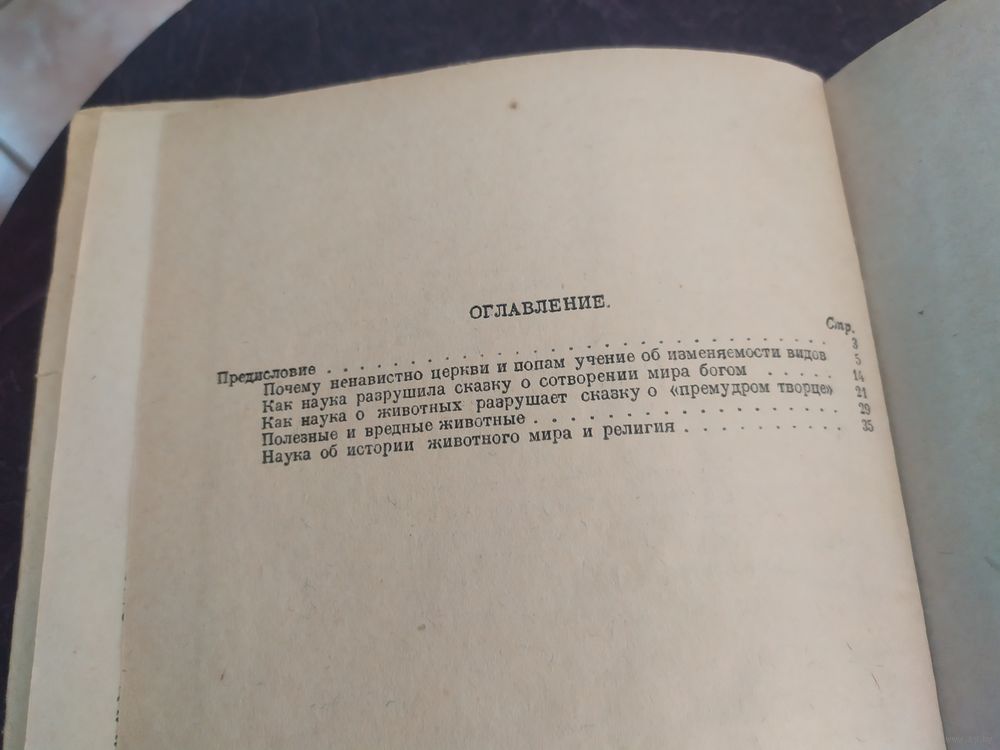 ОГЛАВЛЕНИЕ.
Стр.
Предисловие . . . . . . . . . . . . . . . . . . . . . . . . . . . 3
Почему ненавистно церкви и попам учение об изменяемости видов 5
Как наука разрушила сказку о сотворении мира богом . . . . . 14
Как наука о животных разрушает сказку о «премудром творце» 21
Полезные и вредные животные . . . . . . . . . . . . . . . . 29
Наука об истории животного мира и религия . . . . . . . . . 35